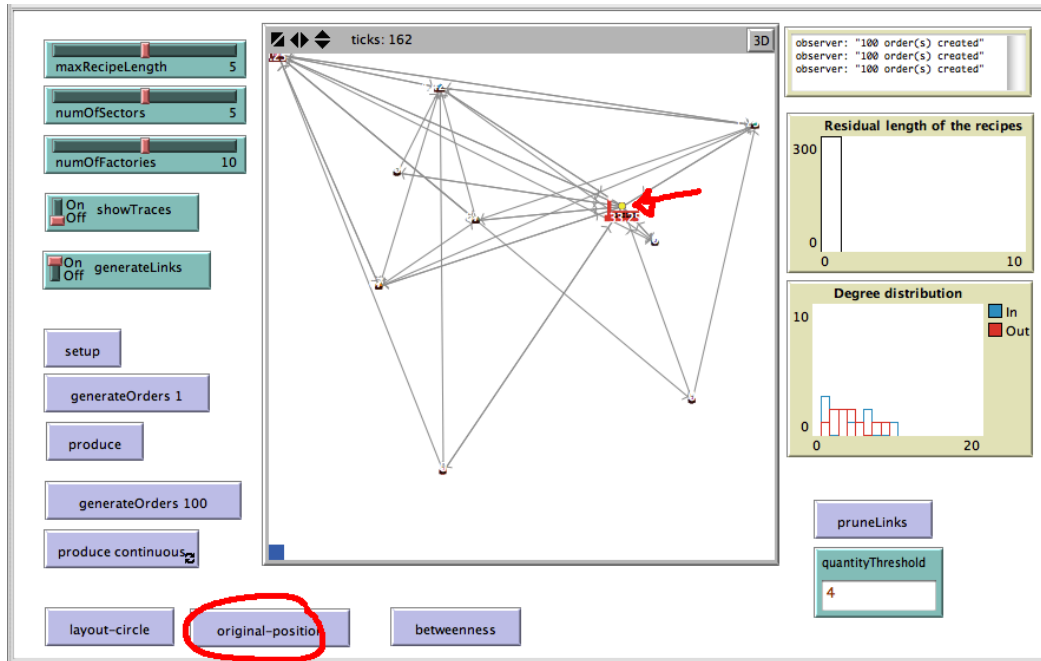 ticks: 162
3D
maxRecipeLength 5
numOfSectors 5
numOfFactories 10
On
Off
showTraces
On
Off
generateLinks
setup
generateOrders 1
produce
generateOrders 100
produce continuous
layout-circle
original-position
betweenness
observer: "100 order(s) created"
observer: "100 order(s) created"
observer: "100 order(s) created"
Residual length of the recipes
300
0
0 10
Degree distribution
10
In
Out
0
0 20
pruneLinks
quantityThreshold
4